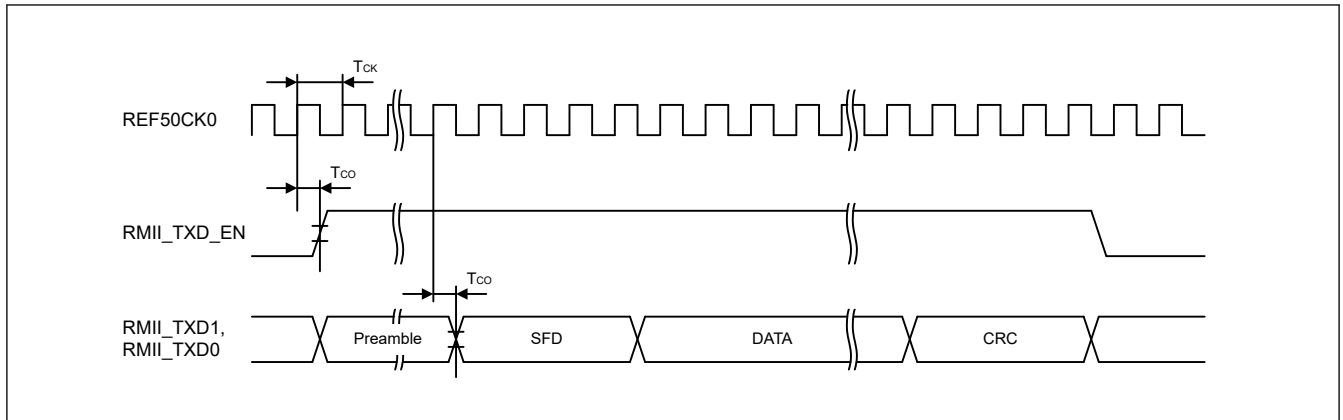 TCK
REF50CK0
TCO
RMII_TXD_EN
TCO
RMII_TXD1,
RMII_TXD0
Preamble
SFD
DATA
CRC